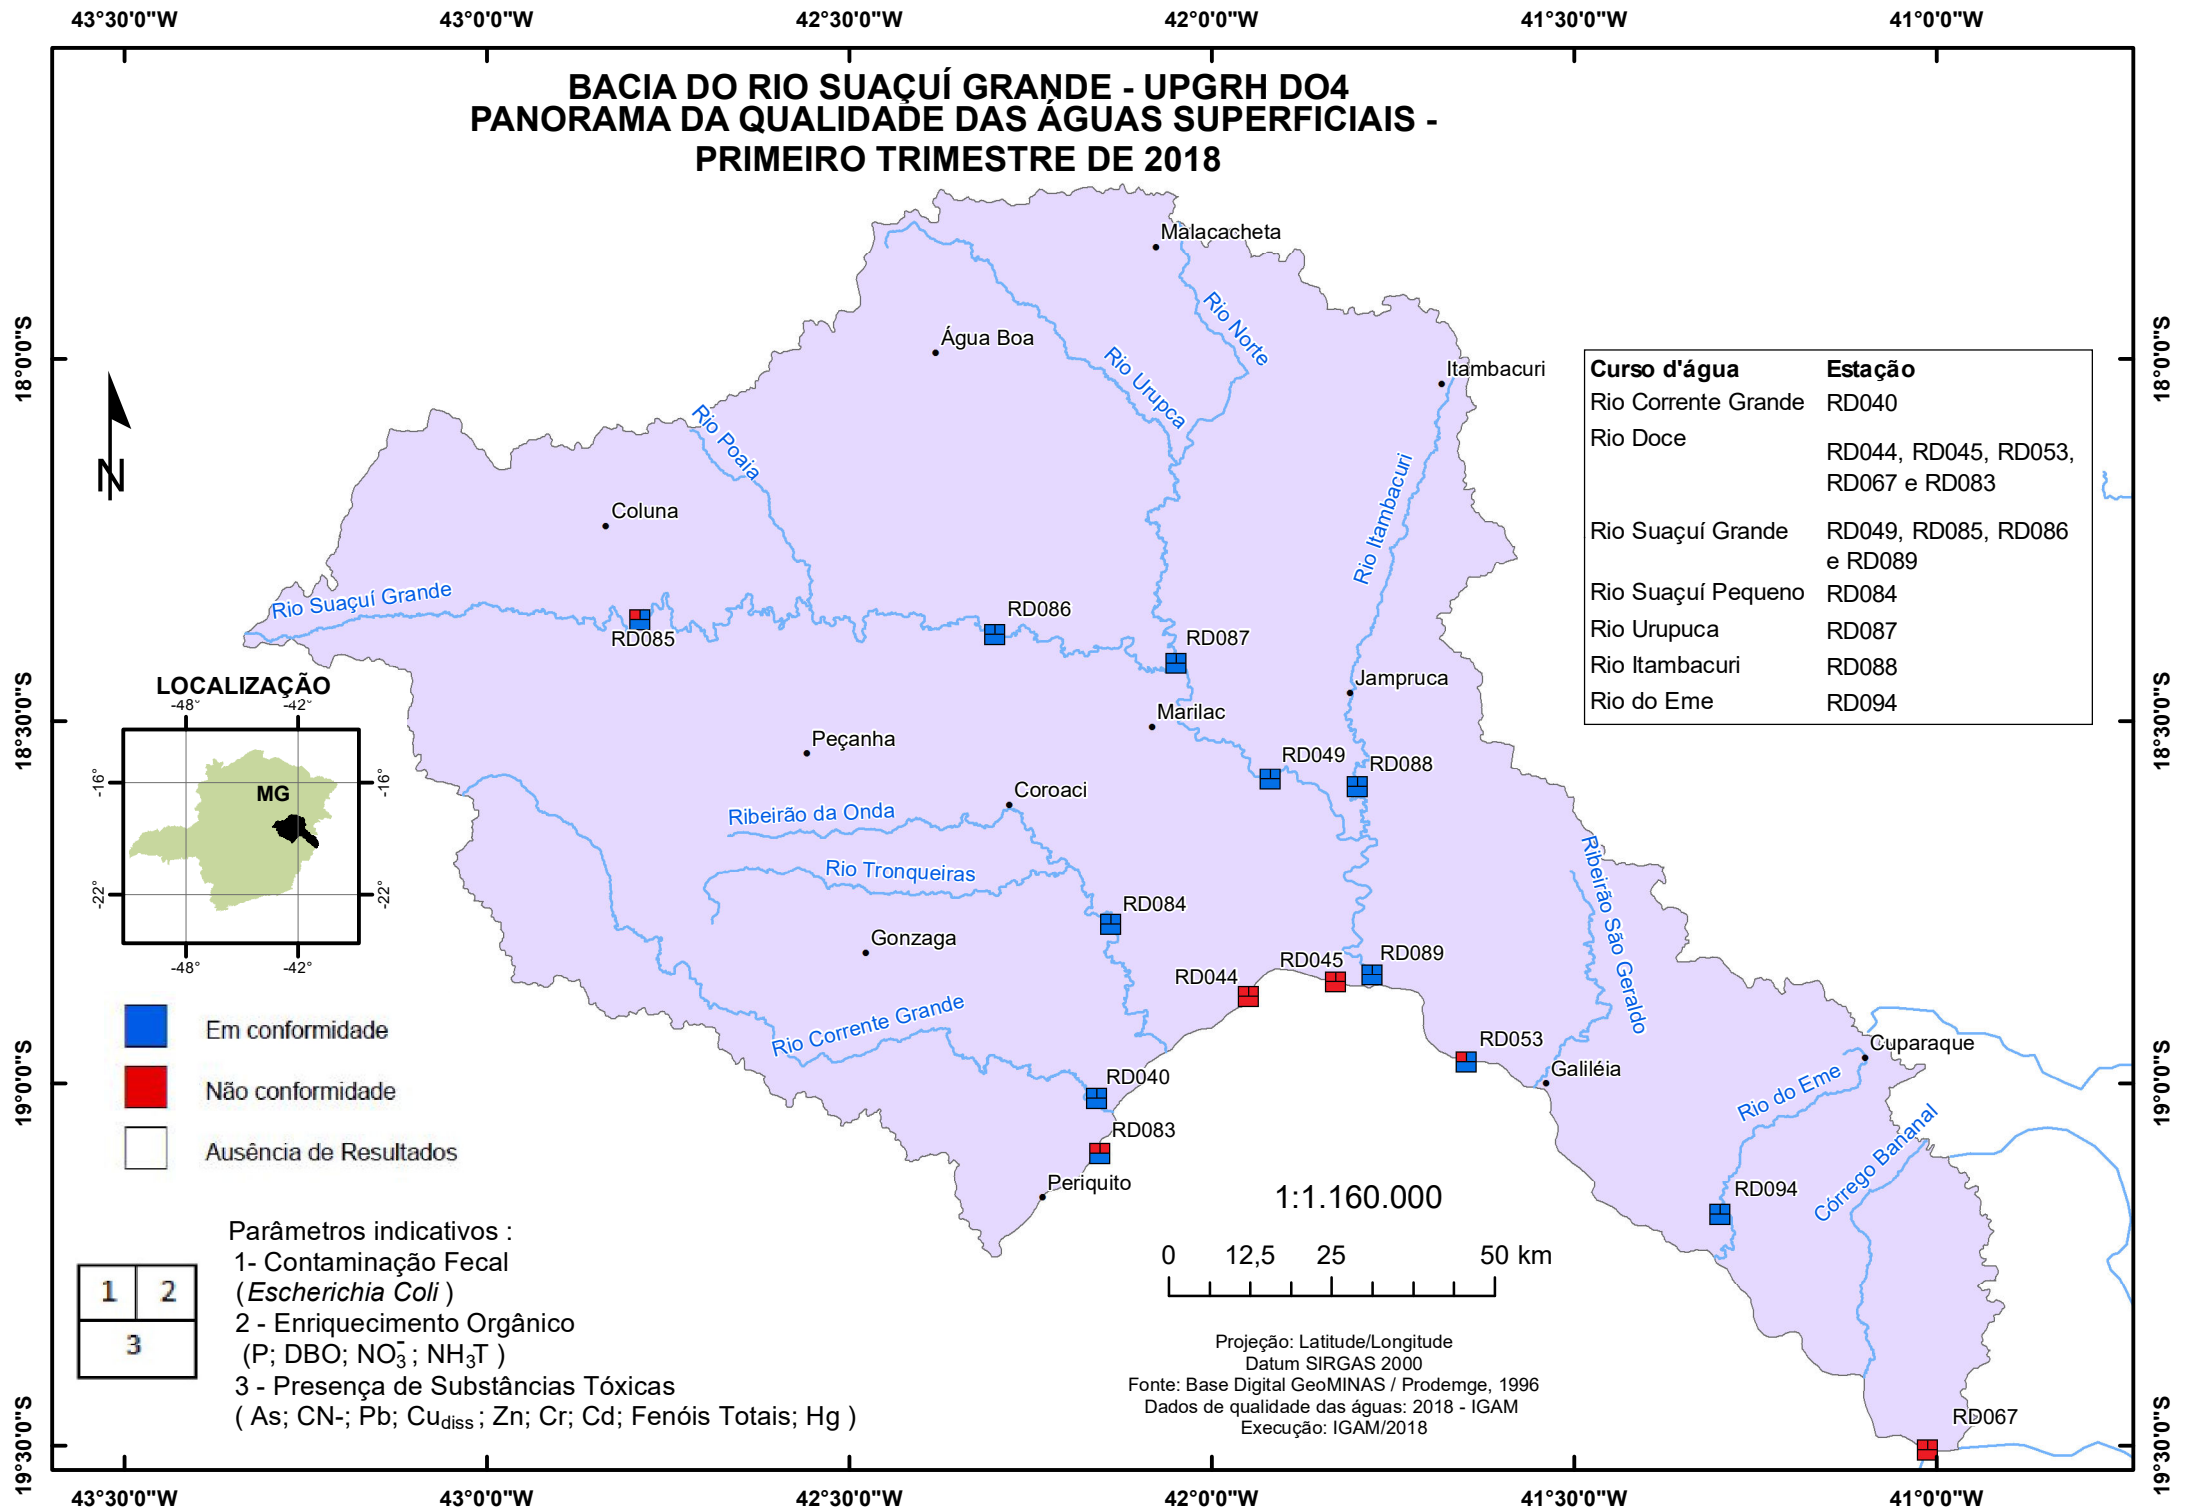 43°30'0"W
43°0'0"W
42°30'0"W
42°0'0"W
41°30'0"W
41°0'0"W
BACIA DO RIO SUAÇUÍ GRANDE - UPGRH DO4
PANORAMA DA QUALIDADE DAS ÁGUAS SUPERFICIAIS -
PRIMEIRO TRIMESTRE DE 2018
Malacacheta
Rio Norte
Água Boa
Rio Urupca
Itambacuri
18°0'0"S
18°0'0"S
N
Rio Poaia
Coluna
Rio Itambacuri
Curso d'água Estação
Rio Corrente Grande RD040
Rio Doce
RD044, RD045, RD053,
RD067 e RD083
Rio Suaçuí Grande RD049, RD085, RD086
e RD089
Rio Suaçuí Pequeno RD084
Rio Urupuca RD087
Rio Itambacuri RD088
Rio do Eme RD094
Rio Suaçuí Grande
RD085
RD086
RD087
Jampruca
Marilac
18°30'0"S
18°30'0"S
Peçanha
RD049
RD088
Coroaci
Ribeirão da Onda
Rio Tronqueiras
RD084
Gonzaga
RD044
RD045
RD089
Ribeirão São Geraldo
Rio Corrente Grande
RD053
Galiléia
Cuparaque
Rio do Eme
Córrego Bananal
RD040
RD083
Periquito
RD094
RD067
19°0'0"S
19°0'0"S
LOCALIZAÇÃO
-48°
-42°
-16°
-16°
MG
-22°
-22°
-48°
-42°
Em conformidade
Não conformidade
Ausência de Resultados
Parâmetros indicativos :
1- Contaminação Fecal
(Escherichia Coli )
2 - Enriquecimento Orgânico
(P; DBO; NO₃⁻; NH₃T )
3 - Presença de Substâncias Tóxicas
( As; CN-; Pb; Cudiss ; Zn; Cr; Cd; Fenóis Totais; Hg )
1 2
3
1:1.160.000
0 12,5 25 50 km
Projeção: Latitude/Longitude
Datum SIRGAS 2000
Fonte: Base Digital GeoMINAS / Prodemge, 1996
Dados de qualidade das águas: 2018 - IGAM
Execução: IGAM/2018
19°30'0"S
19°30'0"S
43°30'0"W
43°0'0"W
42°30'0"W
42°0'0"W
41°30'0"W
41°0'0"W